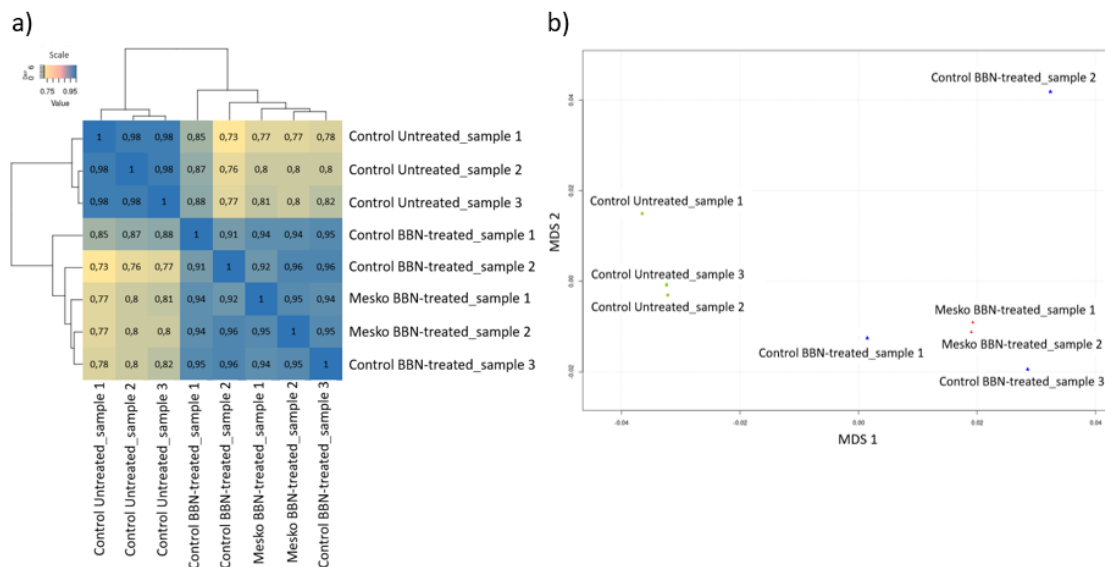 a)
Scale
Den
0 6
0.75 0.95
Value
1 0,98 0,98 0,85 0,73 0,77 0,77 0,78 Control Untreated_sample 1
0,98 1 0,98 0,87 0,76 0,8 0,8 0,8 Control Untreated_sample 2
0,98 0,98 1 0,88 0,77 0,81 0,8 0,82 Control Untreated_sample 3
0,85 0,87 0,88 1 0,91 0,94 0,94 0,95 Control BBN-treated_sample 1
0,73 0,76 0,77 0,91 1 0,92 0,96 0,96 Control BBN-treated_sample 2
0,77 0,8 0,81 0,94 0,92 1 0,95 0,94 Mesko BBN-treated_sample 1
0,77 0,8 0,8 0,94 0,96 0,95 1 0,95 Mesko BBN-treated_sample 2
0,78 0,8 0,82 0,95 0,96 0,94 0,95 1 Control BBN-treated_sample 3
Control Untreated_sample 1
Control Untreated_sample 2
Control Untreated_sample 3
Control BBN-treated_sample 1
Control BBN-treated_sample 2
Mesko BBN-treated_sample 1
Mesko BBN-treated_sample 2
Control BBN-treated_sample 3
b)
Control BBN-treated_sample 2
Control Untreated_sample 1
Control Untreated_sample 3
Control Untreated_sample 2
Mesko BBN-treated_sample 1
Control BBN-treated_sample 1
Mesko BBN-treated_sample 2
Control BBN-treated_sample 3
MDS 2
0.04
0.02
0.00
-0.02
-0.04 -0.02 0.00 0.02 0.04
MDS 1